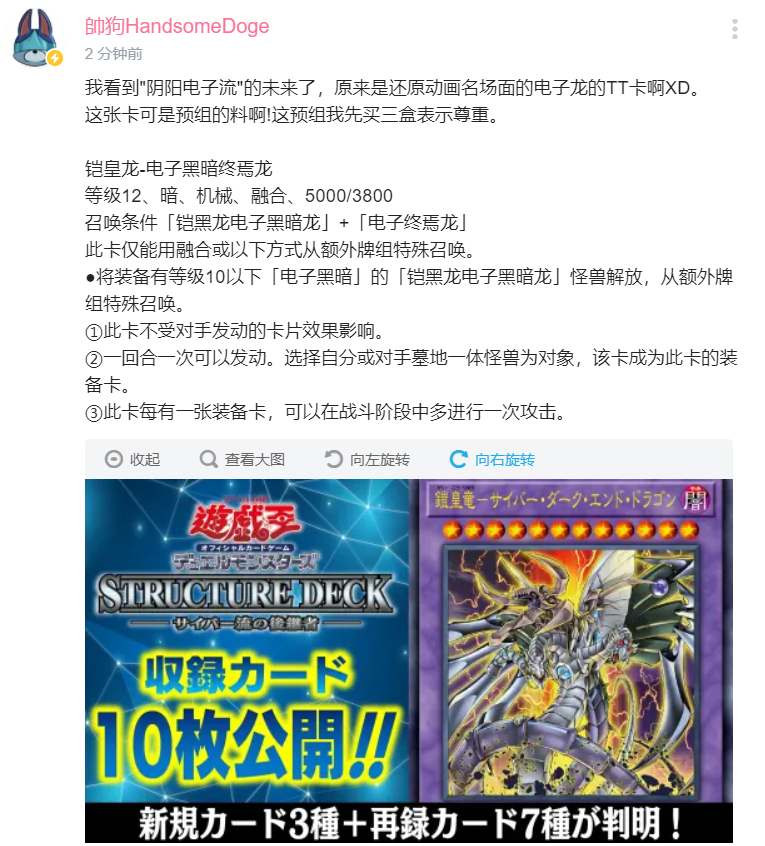 帥狗HandsomeDoge
2 分钟前
我看到"阴阳电子流"的未来了，原来是还原动画名场面的电子龙的TT卡啊XD。
这张卡可是预组的料啊!这预组我先买三盒表示尊重。
铠皇龙-电子黑暗终焉龙
等级12、暗、机械、融合、5000/3800
召唤条件「铠黑龙电子黑暗龙」+「电子终焉龙」
此卡仅能用融合或以下方式从额外牌组特殊召唤。
●将装备有等级10以下「电子黑暗」的「铠黑龙电子黑暗龙」怪兽解放，从额外牌
组特殊召唤。
①此卡不受对手发动的卡片效果影响。
②一回合一次可以发动。选择自分或对手墓地一体怪兽为对象，该卡成为此卡的装
备卡。
③此卡每有一张装备卡，可以在战斗阶段中多进行一次攻击。
收起 查看大图 向左旋转 向右旋转
遊戯王
オフィシャルカードゲーム
デュエルモンスターズ
STRUCTURE DECK
サイバー流の後継者
収録カード
10枚公開!!
鎧皇竜－サイバー・ダーク・エンド・ドラゴン
闇
新規カード3種＋再録カード7種が判明！